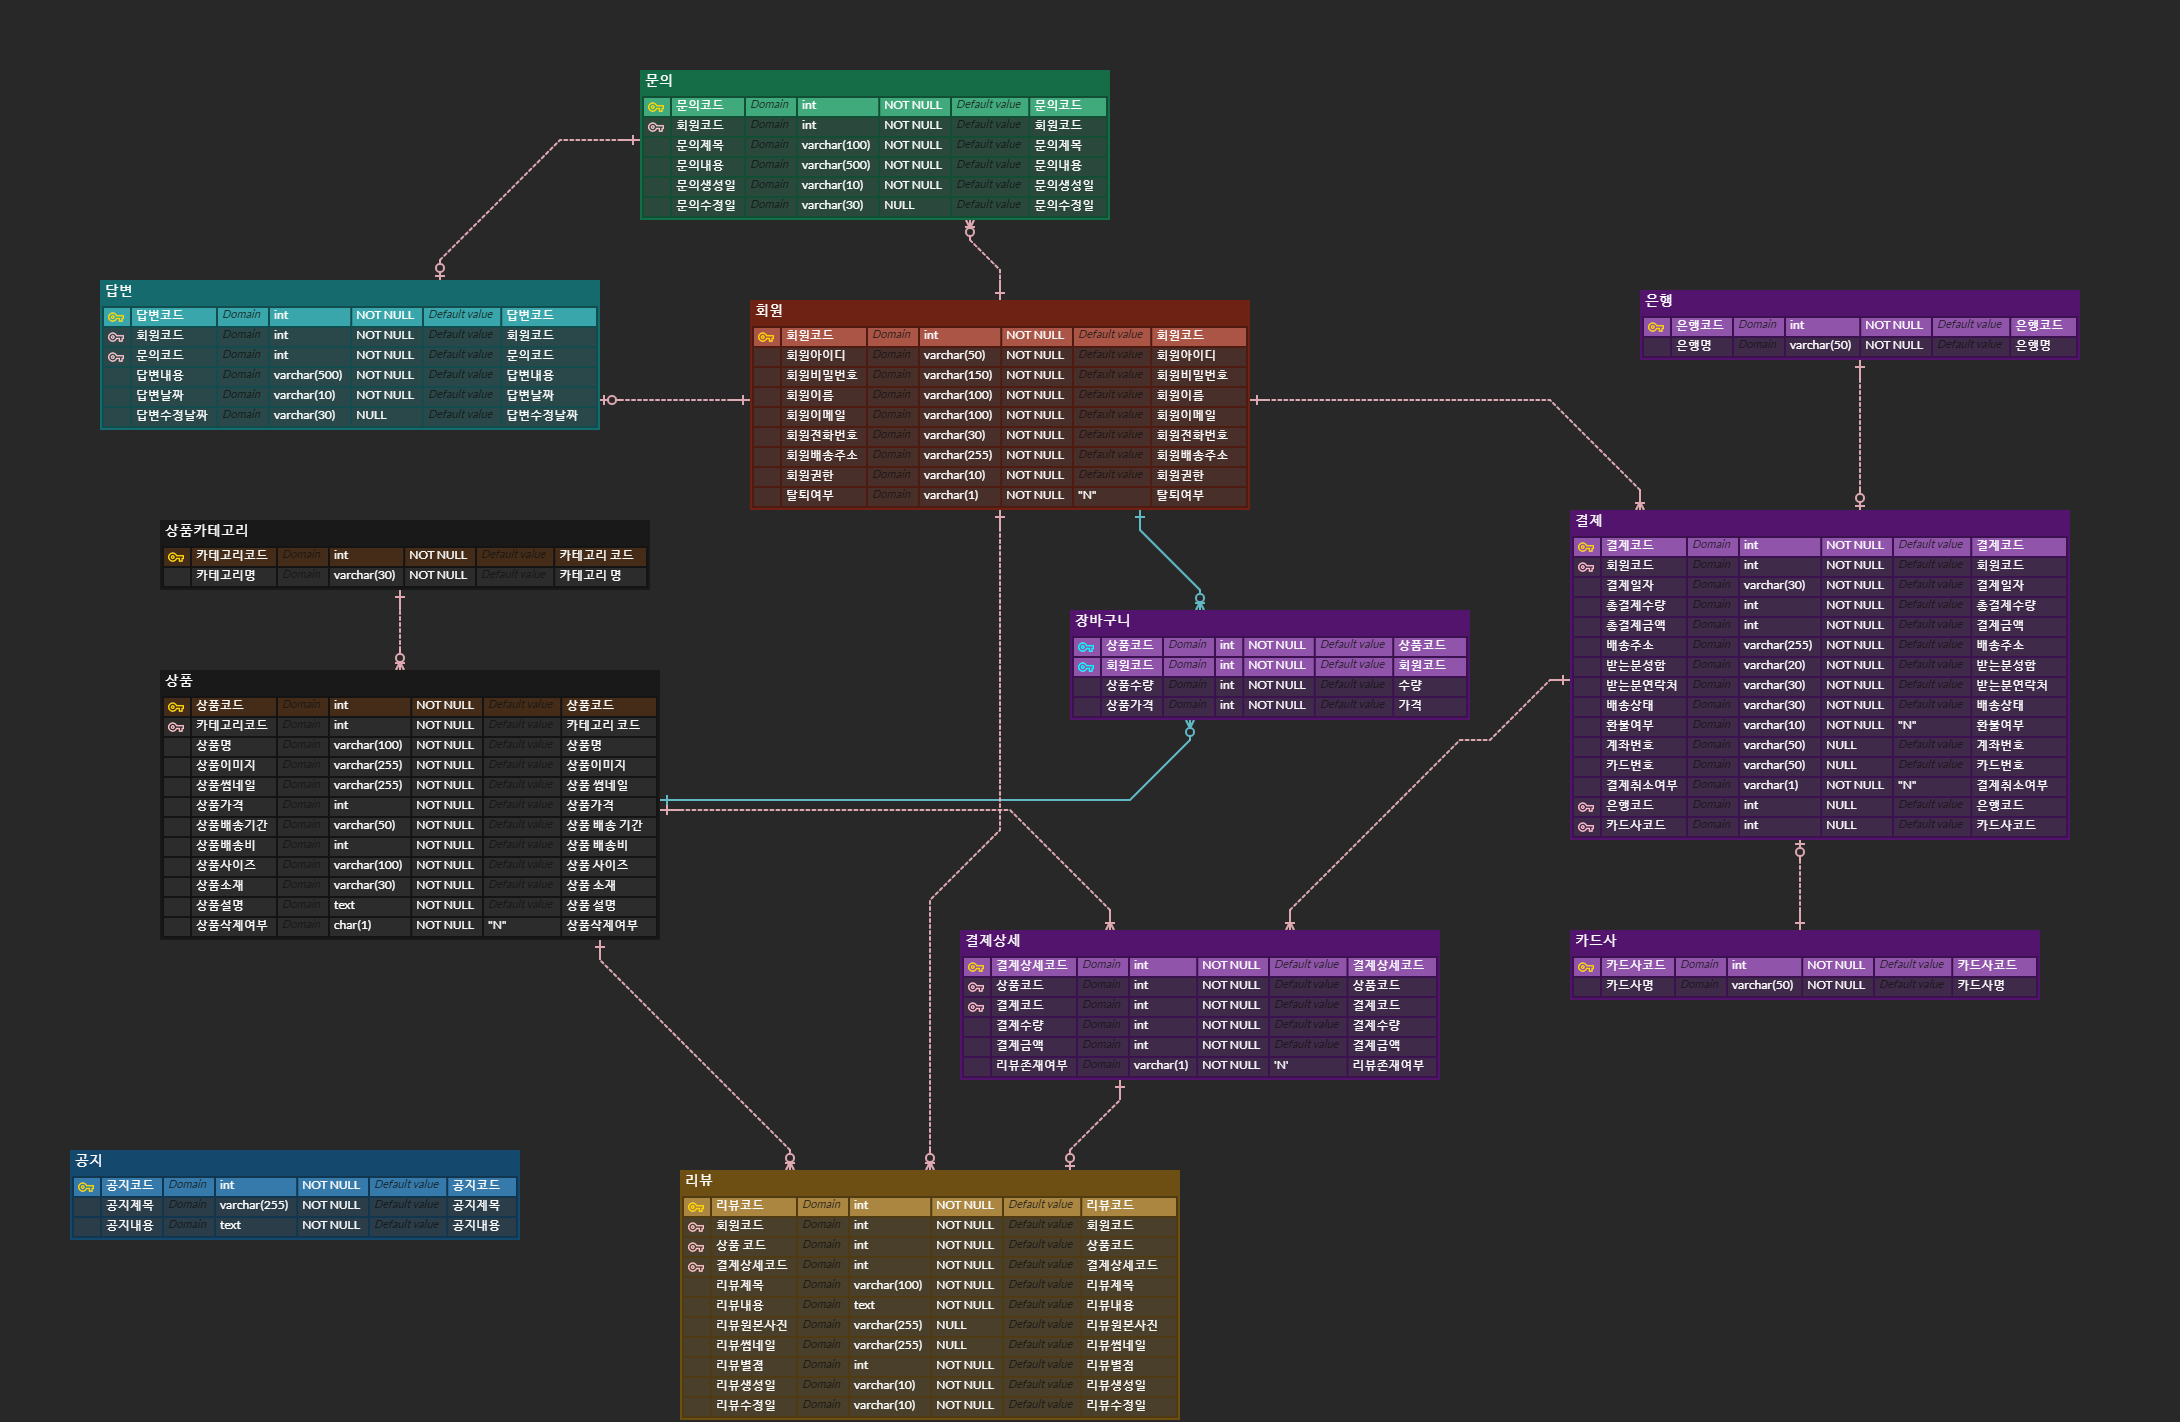 문의
문의코드 Domain int NOT NULL Default value 문의코드
회원코드 Domain int NOT NULL Default value 회원코드
문의제목 Domain varchar(100) NOT NULL Default value 문의제목
문의내용 Domain varchar(500) NOT NULL Default value 문의내용
문의생성일 Domain varchar(10) NOT NULL Default value 문의생성일
문의수정일 Domain varchar(30) NULL Default value 문의수정일
답변
답변코드 Domain int NOT NULL Default value 답변코드
회원코드 Domain int NOT NULL Default value 회원코드
문의코드 Domain int NOT NULL Default value 문의코드
답변내용 Domain varchar(500) NOT NULL Default value 답변내용
답변날짜 Domain varchar(10) NOT NULL Default value 답변날짜
답변수정날짜 Domain varchar(30) NULL Default value 답변수정날짜
회원
회원코드 Domain int NOT NULL Default value 회원코드
회원아이디 Domain varchar(50) NOT NULL Default value 회원아이디
회원비밀번호 Domain varchar(150) NOT NULL Default value 회원비밀번호
회원이름 Domain varchar(100) NOT NULL Default value 회원이름
회원이메일 Domain varchar(100) NOT NULL Default value 회원이메일
회원전화번호 Domain varchar(30) NOT NULL Default value 회원전화번호
회원배송주소 Domain varchar(255) NOT NULL Default value 회원배송주소
회원권한 Domain varchar(10) NOT NULL Default value 회원권한
탈퇴여부 Domain varchar(1) NOT NULL "N" 탈퇴여부
은행
은행코드 Domain int NOT NULL Default value 은행코드
은행명 Domain varchar(50) NOT NULL Default value 은행명
상품카테고리
카테고리코드 Domain int NOT NULL Default value 카테고리 코드
카테고리명 Domain varchar(30) NOT NULL Default value 카테고리 명
결제
결제코드 Domain int NOT NULL Default value 결제코드
회원코드 Domain int NOT NULL Default value 회원코드
결제일자 Domain varchar(30) NOT NULL Default value 결제일자
총결제수량 Domain int NOT NULL Default value 총결제수량
총결제금액 Domain int NOT NULL Default value 결제금액
배송주소 Domain varchar(255) NOT NULL Default value 배송주소
받는분성함 Domain varchar(20) NOT NULL Default value 받는분성함
받는분연락처 Domain varchar(30) NOT NULL Default value 받는분연락처
배송상태 Domain varchar(30) NOT NULL Default value 배송상태
환불여부 Domain varchar(10) NOT NULL "N" 환불여부
계좌번호 Domain varchar(50) NULL Default value 계좌번호
카드번호 Domain varchar(50) NULL Default value 카드번호
결제취소여부 Domain varchar(1) NOT NULL "N" 결제취소여부
은행코드 Domain int NULL Default value 은행코드
카드사코드 Domain int NULL Default value 카드사코드
장바구니
상품코드 Domain int NOT NULL Default value 상품코드
회원코드 Domain int NOT NULL Default value 회원코드
상품수량 Domain int NOT NULL Default value 수량
상품가격 Domain int NOT NULL Default value 가격
상품
상품코드 Domain int NOT NULL Default value 상품코드
카테고리코드 Domain int NOT NULL Default value 카테고리 코드
상품명 Domain varchar(100) NOT NULL Default value 상품명
상품이미지 Domain varchar(255) NOT NULL Default value 상품이미지
상품썸네일 Domain varchar(255) NOT NULL Default value 상품 썸네일
상품가격 Domain int NOT NULL Default value 상품가격
상품배송기간 Domain varchar(50) NOT NULL Default value 상품 배송 기간
상품배송비 Domain int NOT NULL Default value 상품 배송비
상품사이즈 Domain varchar(100) NOT NULL Default value 상품 사이즈
상품소재 Domain varchar(30) NOT NULL Default value 상품 소재
상품설명 Domain text NOT NULL Default value 상품 설명
상품삭제여부 Domain char(1) NOT NULL "N" 상품삭제여부
결제상세
결제상세코드 Domain int NOT NULL Default value 결제상세코드
상품코드 Domain int NOT NULL Default value 상품코드
결제코드 Domain int NOT NULL Default value 결제코드
결제수량 Domain int NOT NULL Default value 결제수량
결제금액 Domain int NOT NULL Default value 결제금액
리뷰존재여부 Domain varchar(1) NOT NULL 'N' 리뷰존재여부
카드사
카드사코드 Domain int NOT NULL Default value 카드사코드
카드사명 Domain varchar(50) NOT NULL Default value 카드사명
공지
공지코드 Domain int NOT NULL Default value 공지코드
공지제목 Domain varchar(255) NOT NULL Default value 공지제목
공지내용 Domain text NOT NULL Default value 공지내용
리뷰
리뷰코드 Domain int NOT NULL Default value 리뷰코드
회원코드 Domain int NOT NULL Default value 회원코드
상품 코드 Domain int NOT NULL Default value 상품코드
결제상세코드 Domain int NOT NULL Default value 결제상세코드
리뷰제목 Domain varchar(100) NOT NULL Default value 리뷰제목
리뷰내용 Domain text NOT NULL Default value 리뷰내용
리뷰원본사진 Domain varchar(255) NULL Default value 리뷰원본사진
리뷰썸네일 Domain varchar(255) NULL Default value 리뷰썸네일
리뷰별졈 Domain int NOT NULL Default value 리뷰별점
리뷰생성일 Domain varchar(10) NOT NULL Default value 리뷰생성일
리뷰수정일 Domain varchar(10) NOT NULL Default value 리뷰수정일